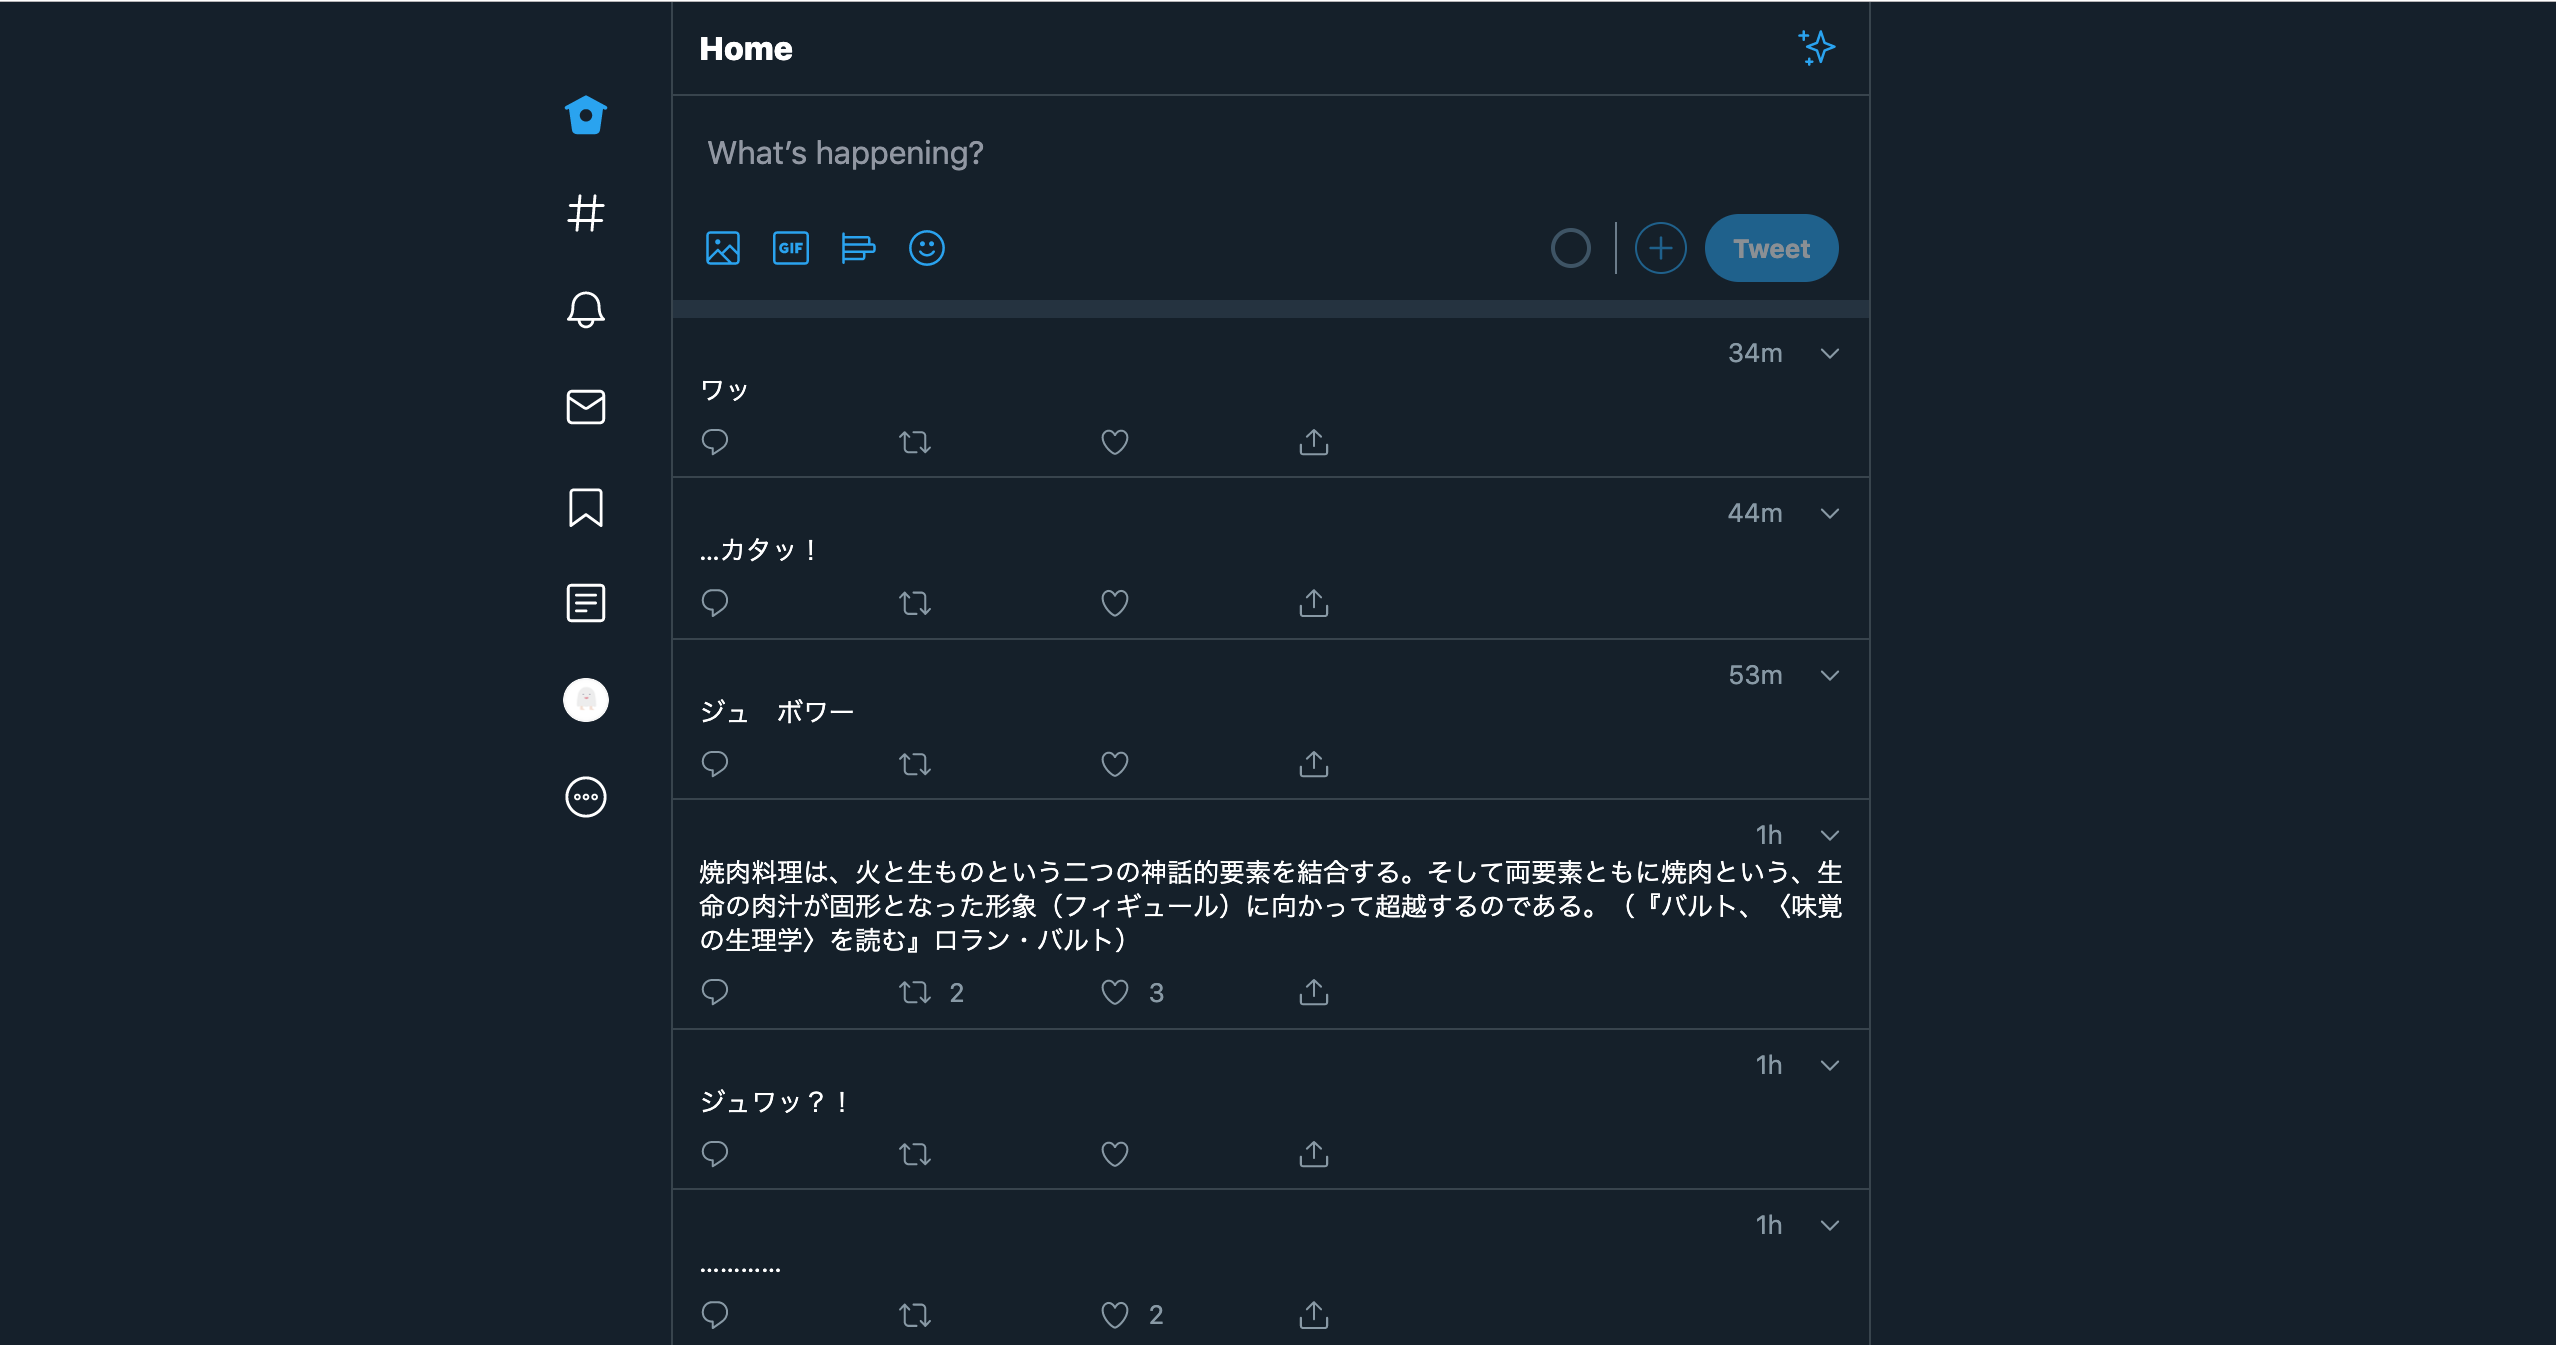 Home
What's happening?
GIF
Tweet
34m
ワッ
44m
…カタッ！
53m
ジュ　ボワー
1h
焼肉料理は、火と生ものという二つの神話的要素を結合する。そして両要素ともに焼肉という、生
命の肉汁が固形となった形象（フィギュール）に向かって超越するのである。（『バルト、〈味覚
の生理学〉を読む』ロラン・バルト）
2 3
1h
ジュワッ？！
1h
…………
2